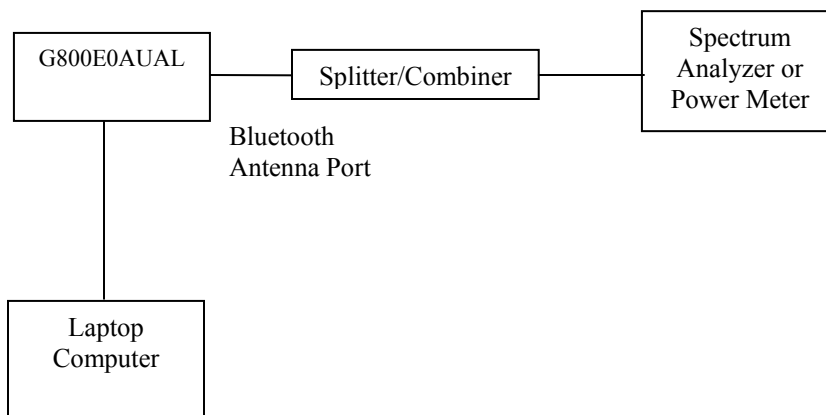 G800E0AUAL
Splitter/Combiner
Spectrum
Analyzer or
Power Meter
Bluetooth
Antenna Port
Laptop
Computer